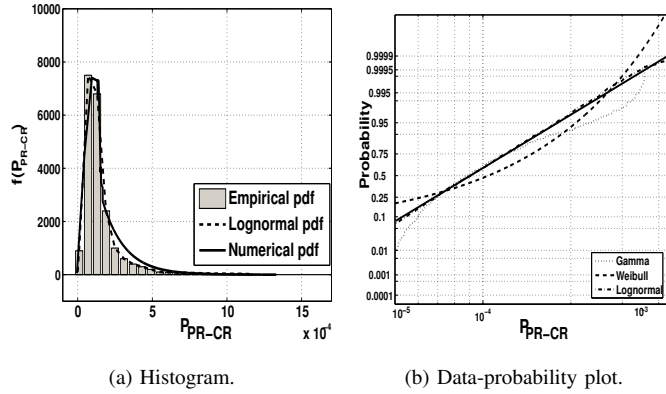 10000
8000
6000
4000
2000
0
f(P_PR−CR)
Empirical pdf
Lognormal pdf
Numerical pdf
0 5 10 15
x 10^-4
P_PR−CR
(a) Histogram.
0.9999
0.9995
0.995
0.95
0.75
0.5
0.25
0.1
0.01
0.001
0.0001
Probability
Gamma
Weibull
Lognormal
10^-5 10^-4 10^-3
P_PR−CR
(b) Data-probability plot.